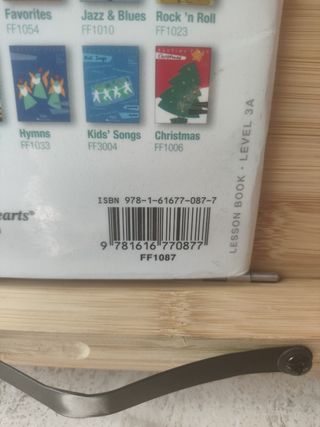 Favorites
FF1054
Jazz & Blues
FF1010
Rock 'n Roll
FF1023
Christmas
Hymns
FF1033
Kids' Songs
FF3004
Christmas
FF1006
earts®
ISBN 978-1-61677-087-7
9 781616 770877
FF1087
LESSON BOOK · LEVEL 3A